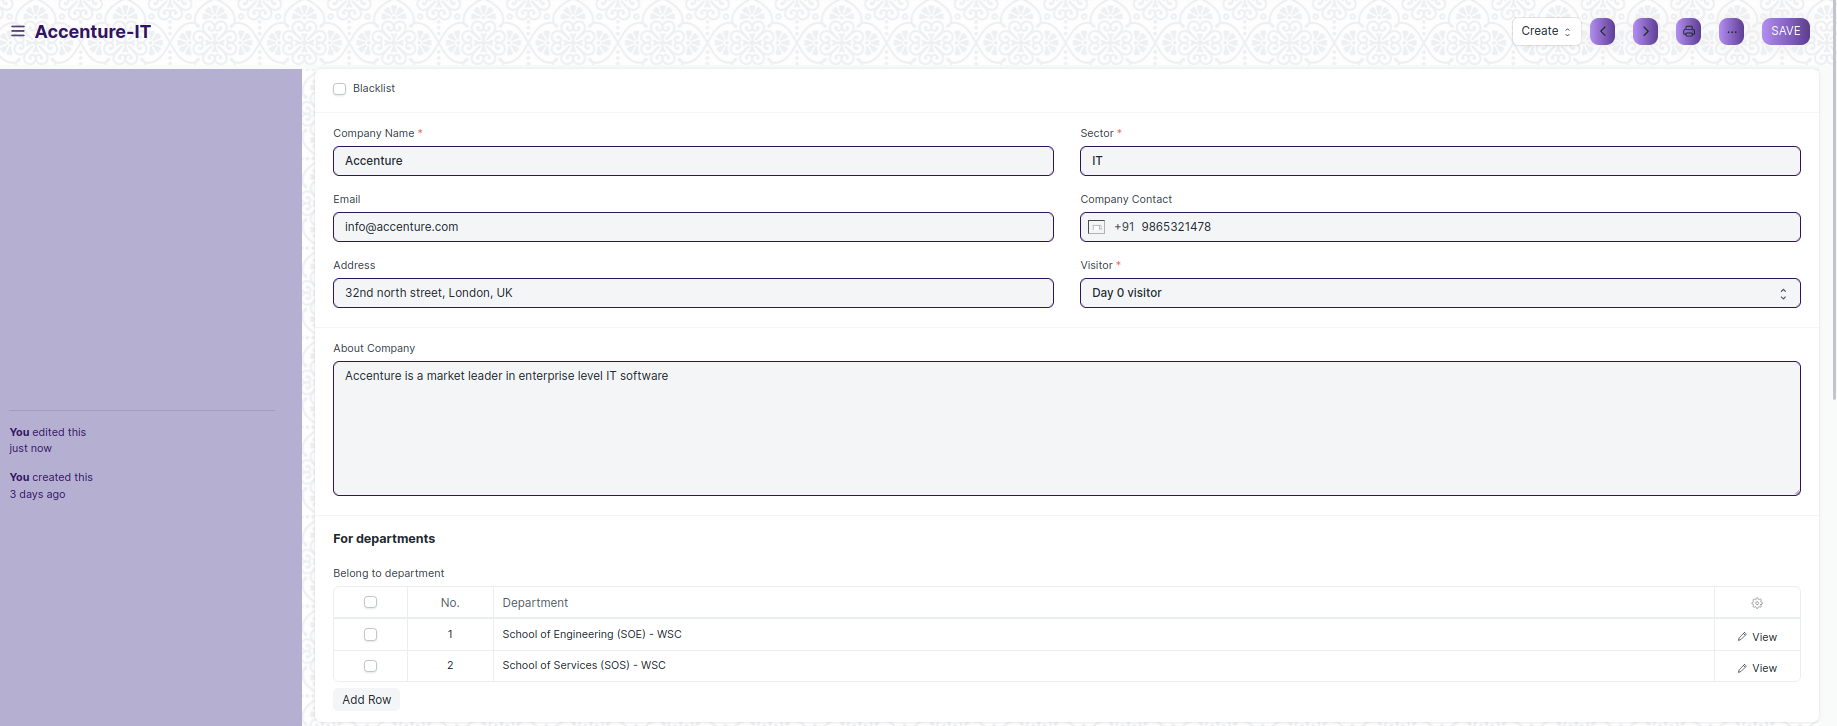 Accenture-IT
Create
...
SAVE
Blacklist
Company Name *
Sector *
Accenture
IT
Email
Company Contact
info@accenture.com
+91 9865321478
Address
Visitor *
32nd north street, London, UK
Day 0 visitor
About Company
Accenture is a market leader in enterprise level IT software
You edited this
just now
You created this
3 days ago
For departments
Belong to department
No. Department
1 School of Engineering (SOE) - WSC View
2 School of Services (SOS) - WSC View
Add Row